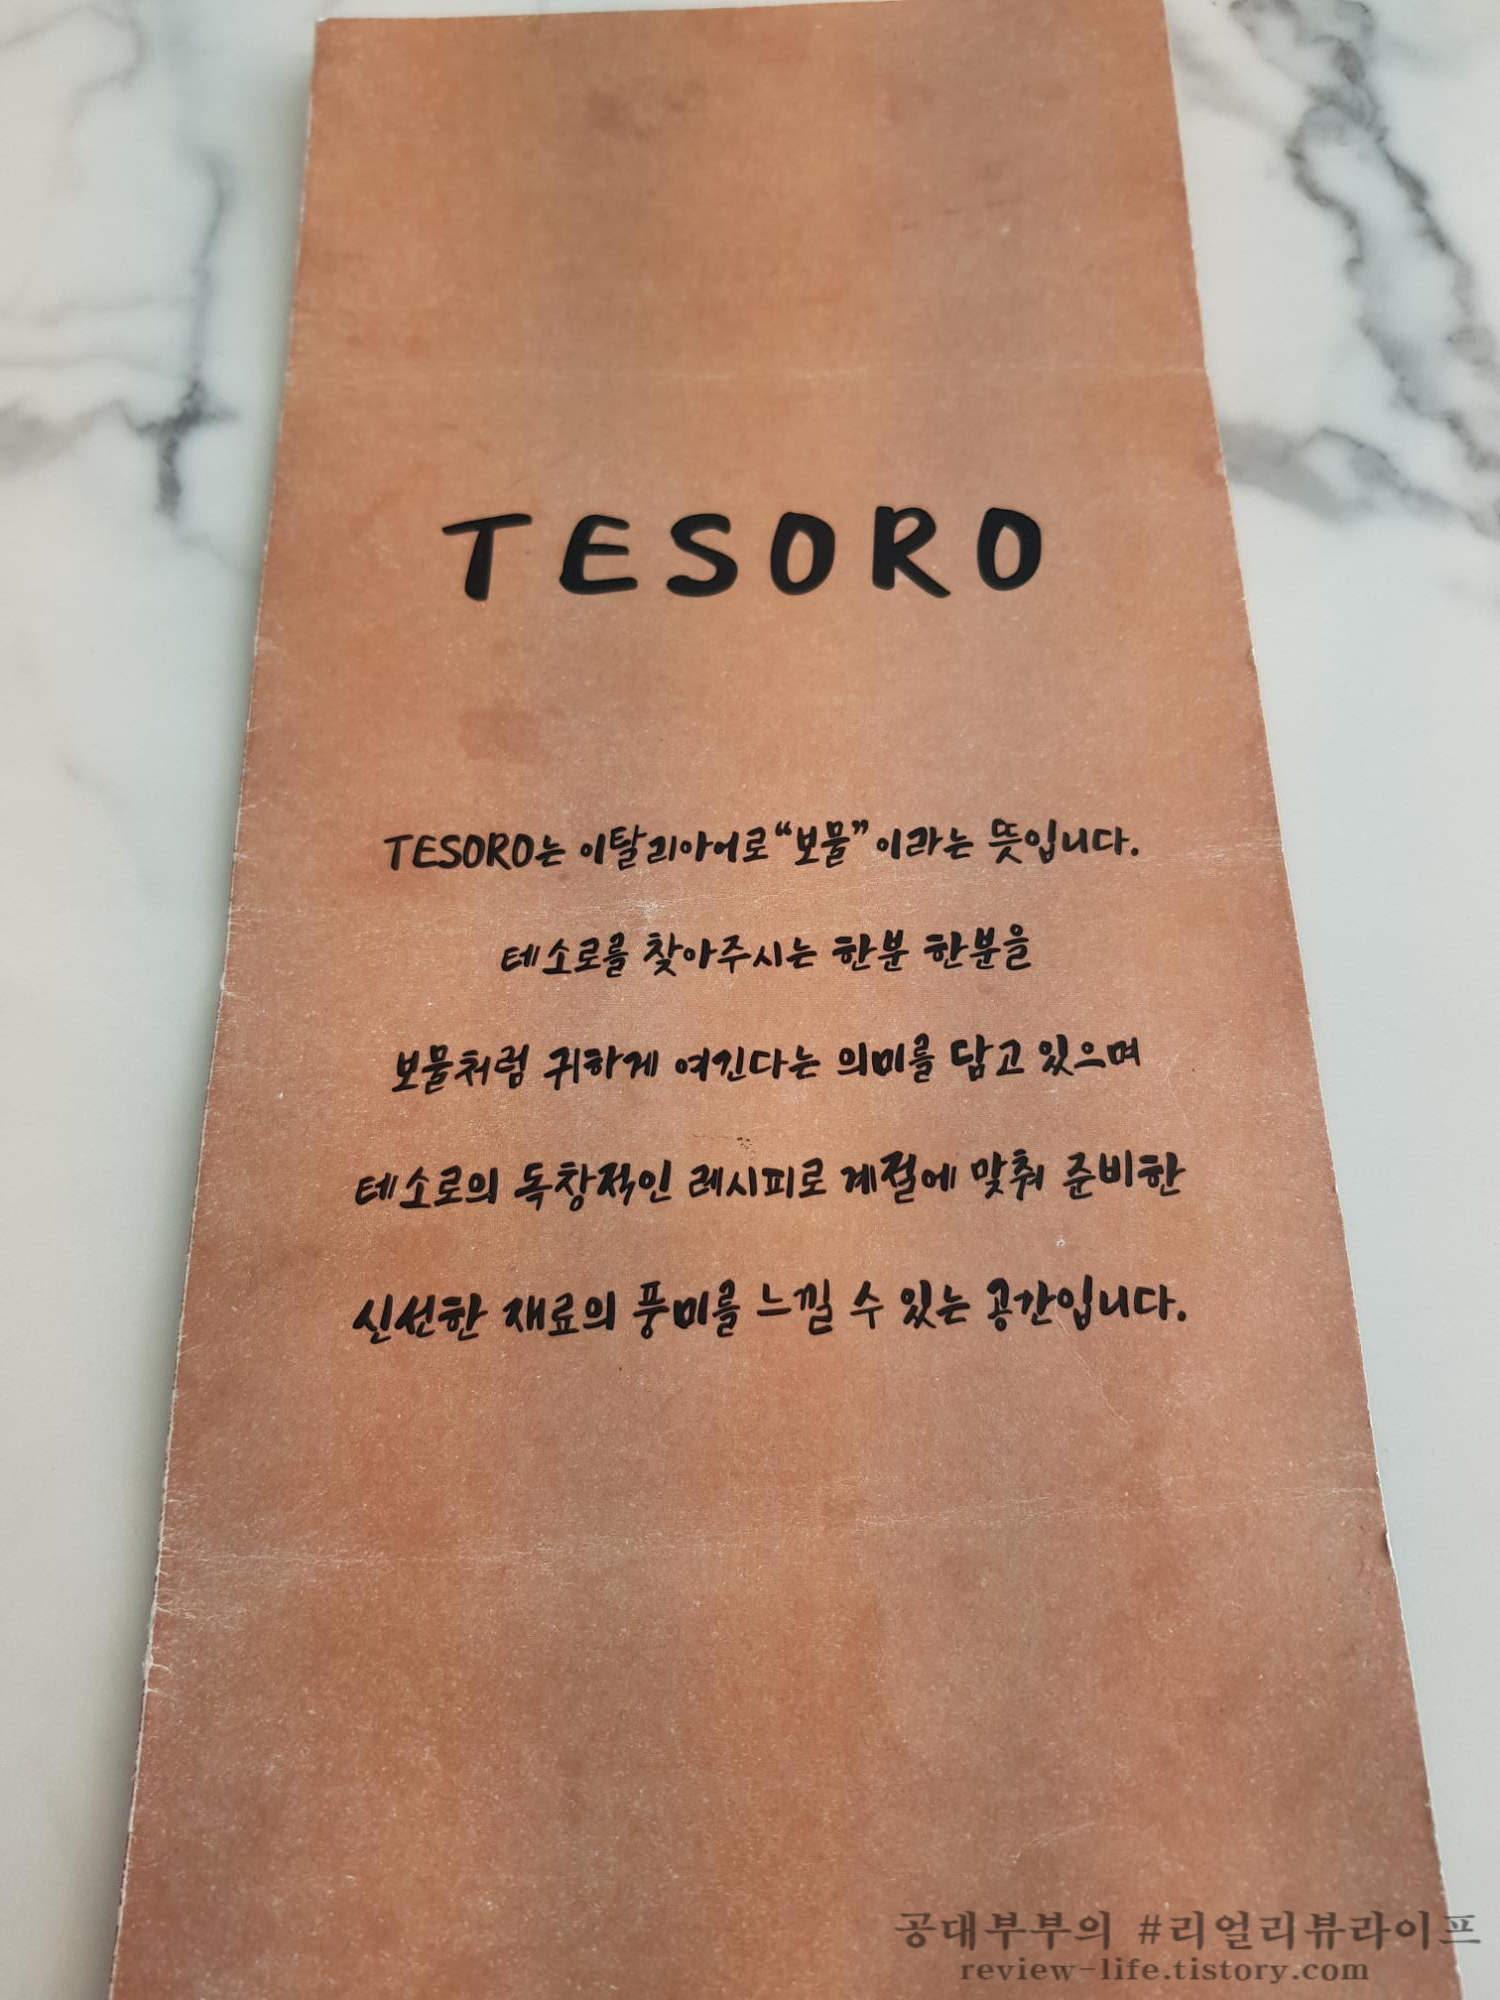 TESORO
TESORO는 이탈리아어로 “보물” 이라는 뜻입니다.
테소로를 찾아주시는 한분 한분을
보물처럼 귀하게 여긴다는 의미를 담고 있으며
테소로의 독창적인 레시피로 계절에 맞춰 준비한
신선한 재료의 풍미를 느낄 수 있는 공간입니다.
공대부부의 #리얼리뷰라이프
review-life.tistory.com